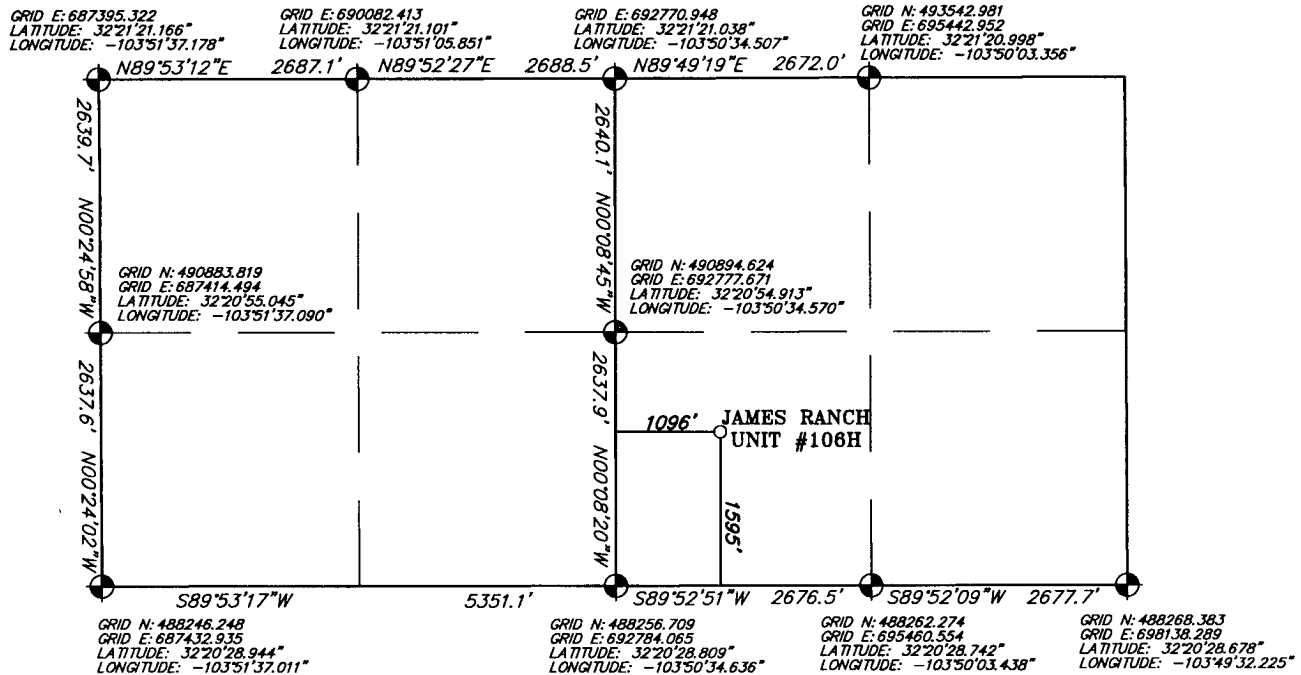 GRID E: 687395.322
LATITUDE: 32°21'21.166"
LONGITUDE: -103°51'37.178"
GRID E: 690082.413
LATITUDE: 32°21'21.101"
LONGITUDE: -103°51'05.851"
GRID E: 692770.948
LATITUDE: 32°21'21.038"
LONGITUDE: -103°50'34.507"
GRID N: 493542.981
GRID E: 695442.952
LATITUDE: 32°21'20.998"
LONGITUDE: -103°50'03.356"
N89°53'12"E 2687.1'
N89°52'27"E 2688.5'
N89°49'19"E 2672.0'
2639.7' N00°24'58"W
2640.1' N00°08'45"W
GRID N: 490883.819
GRID E: 687414.494
LATITUDE: 32°20'55.045"
LONGITUDE: -103°51'37.090"
GRID N: 490894.624
GRID E: 692777.671
LATITUDE: 32°20'54.913"
LONGITUDE: -103°50'34.570"
2637.6' N00°24'02"W
2637.9' N00°08'20"W
1096'
JAMES RANCH
UNIT #106H
1595'
S89°53'17"W 5351.1'
S89°52'51"W 2676.5'
S89°52'09"W 2677.7'
GRID N: 488246.248
GRID E: 687432.935
LATITUDE: 32°20'28.944"
LONGITUDE: -103°51'37.011"
GRID N: 488256.709
GRID E: 692784.065
LATITUDE: 32°20'28.809"
LONGITUDE: -103°50'34.636"
GRID N: 488262.274
GRID E: 695460.554
LATITUDE: 32°20'28.742"
LONGITUDE: -103°50'03.438"
GRID N: 488268.383
GRID E: 698138.289
LATITUDE: 32°20'28.678"
LONGITUDE: -103°49'32.225"